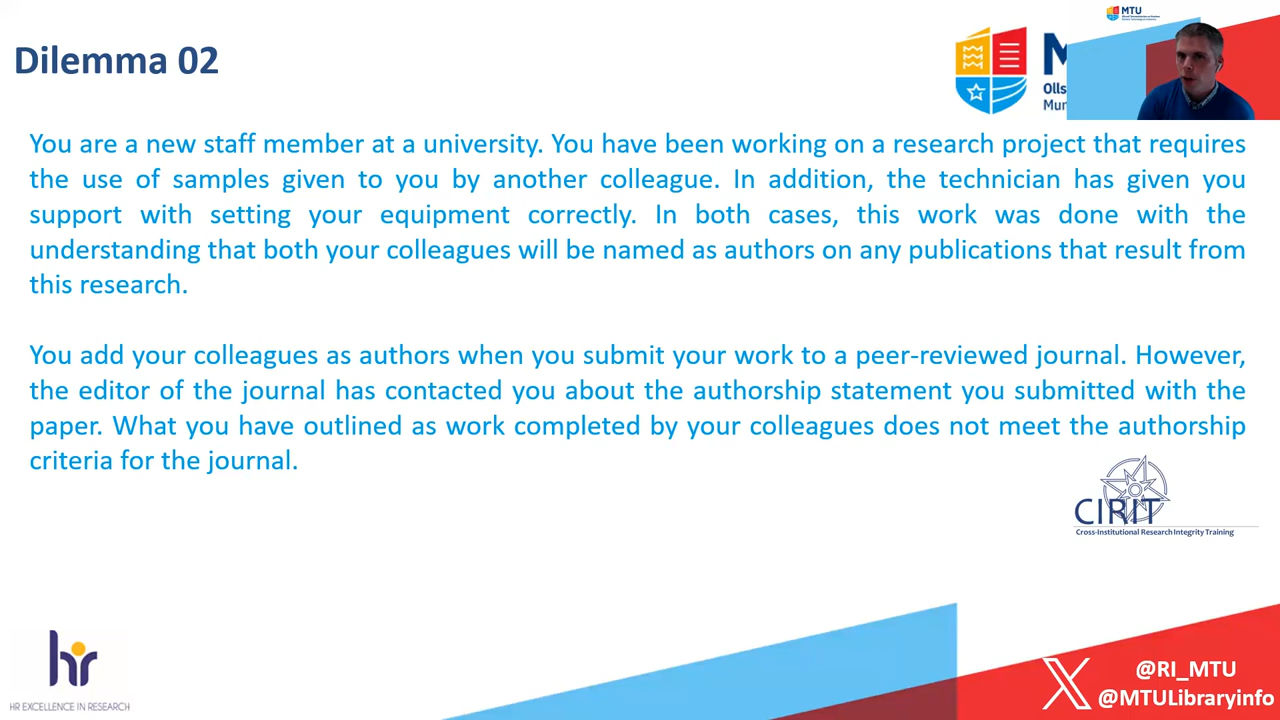 MTU
Dilemma 02
You are a new staff member at a university. You have been working on a research project that requires
the use of samples given to you by another colleague. In addition, the technician has given you
support with setting your equipment correctly. In both cases, this work was done with the
understanding that both your colleagues will be named as authors on any publications that result from
this research.
You add your colleagues as authors when you submit your work to a peer-reviewed journal. However,
the editor of the journal has contacted you about the authorship statement you submitted with the
paper. What you have outlined as work completed by your colleagues does not meet the authorship
criteria for the journal.
CIRIT
Cross-Institutional Research Integrity Training
hr
HR EXCELLENCE IN RESEARCH
@RI_MTU
@MTULibraryinfo